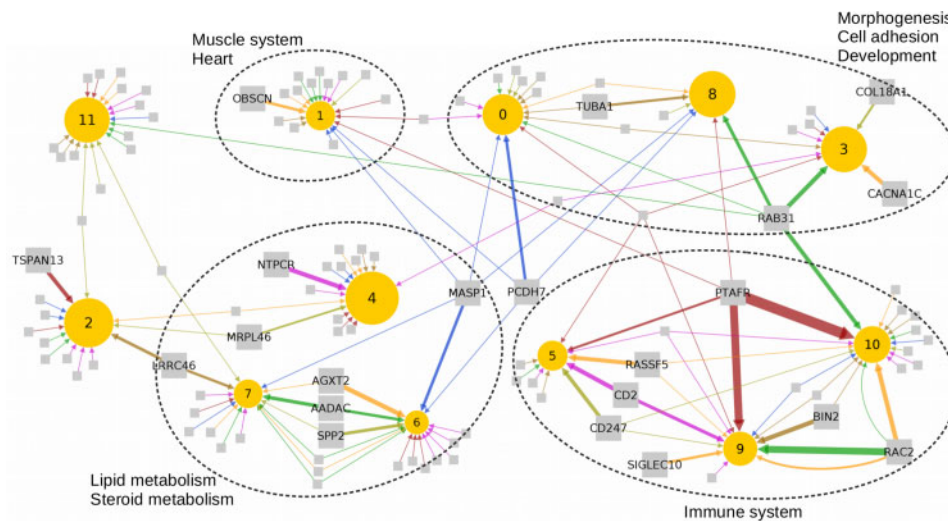 Morphogenesis
Cell adhesion
Development
Muscle system
Heart
COL18A1
OBSCN
TUBA1
8
11
1
0
3
CACNA1C
RAB31
TSPAN13
NTPCR
4
MASP1
PCDH7
PTAFR
2
MRPL46
5
10
LRRC46
RASSF5
AGXT2
7
CD2
AADAC
BIN2
6
SPP2
CD247
9
RAC2
SIGLEC10
Lipid metabolism
Steroid metabolism
Immune system